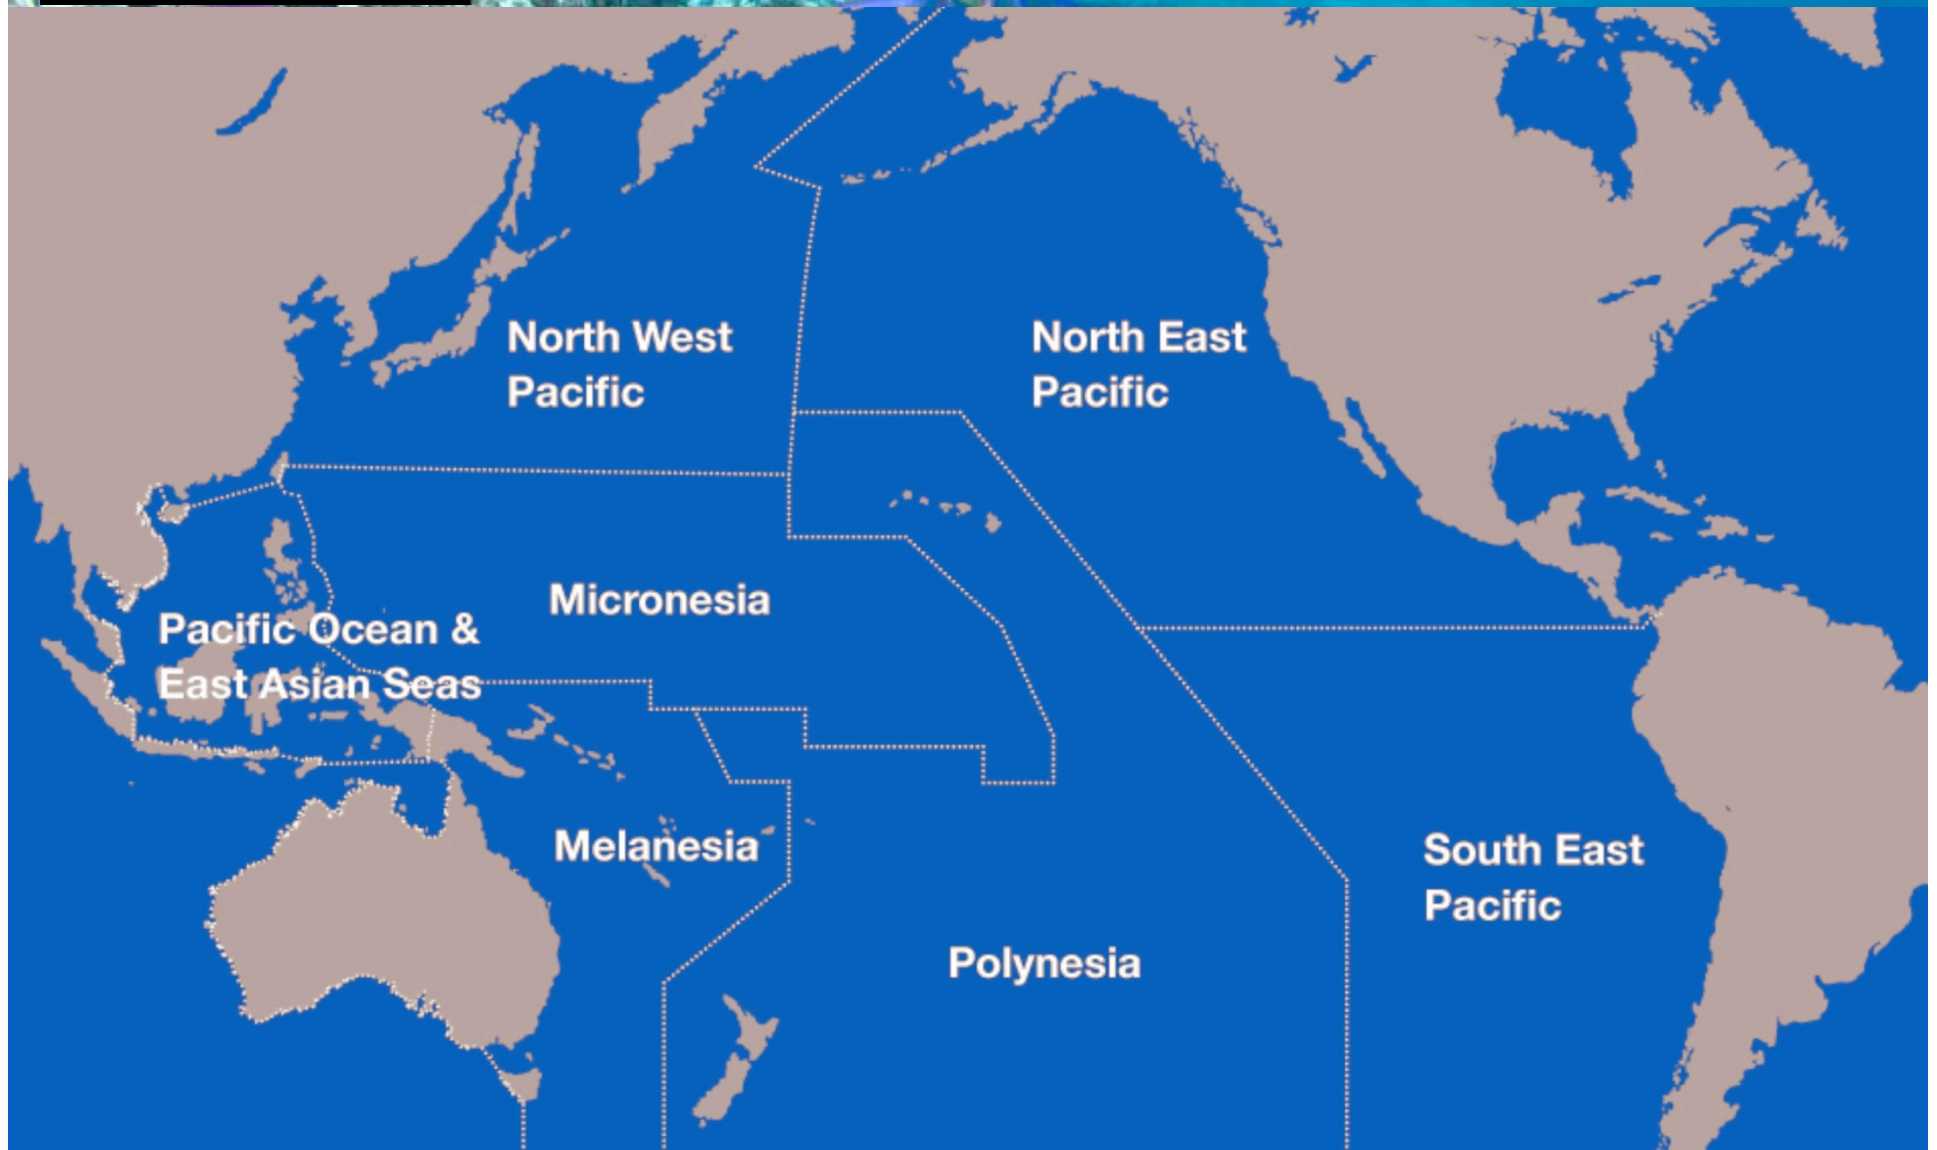 North West
Pacific
North East
Pacific
Micronesia
Pacific Ocean &
East Asian Seas
Melanesia
South East
Pacific
Polynesia